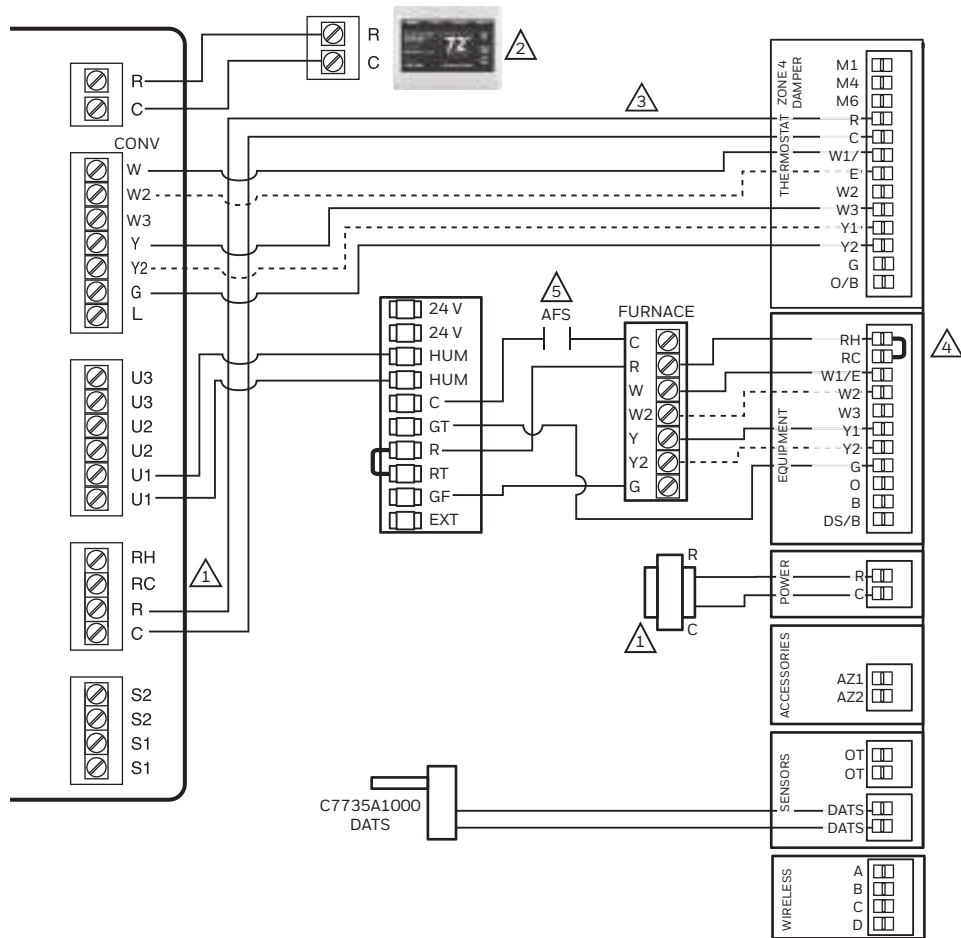 R
C
72
2
R
C
CONV
W
W2
W3
Y
Y2
G
L
U3
U3
U2
U2
U1
U1
RH
RC
R
C
1
S2
S2
S1
S1
3
ZONE 4
DAMPER
THERMOSTAT
M1
M4
M6
R
C
W1/
E
W2
W3
Y1
Y2
G
O/B
24 V
24 V
HUM
HUM
C
GT
R
RT
GF
EXT
5
AFS
FURNACE
C
R
W
W2
Y
Y2
G
EQUIPMENT
RH
RC
W1/E
W2
W3
Y1
Y2
G
O
B
DS/B
4
R
C
1
POWER
R
C
ACCESSORIES
AZ1
AZ2
C7735A1000
DATS
SENSORS
OT
OT
DATS
DATS
WIRELESS
A
B
C
D